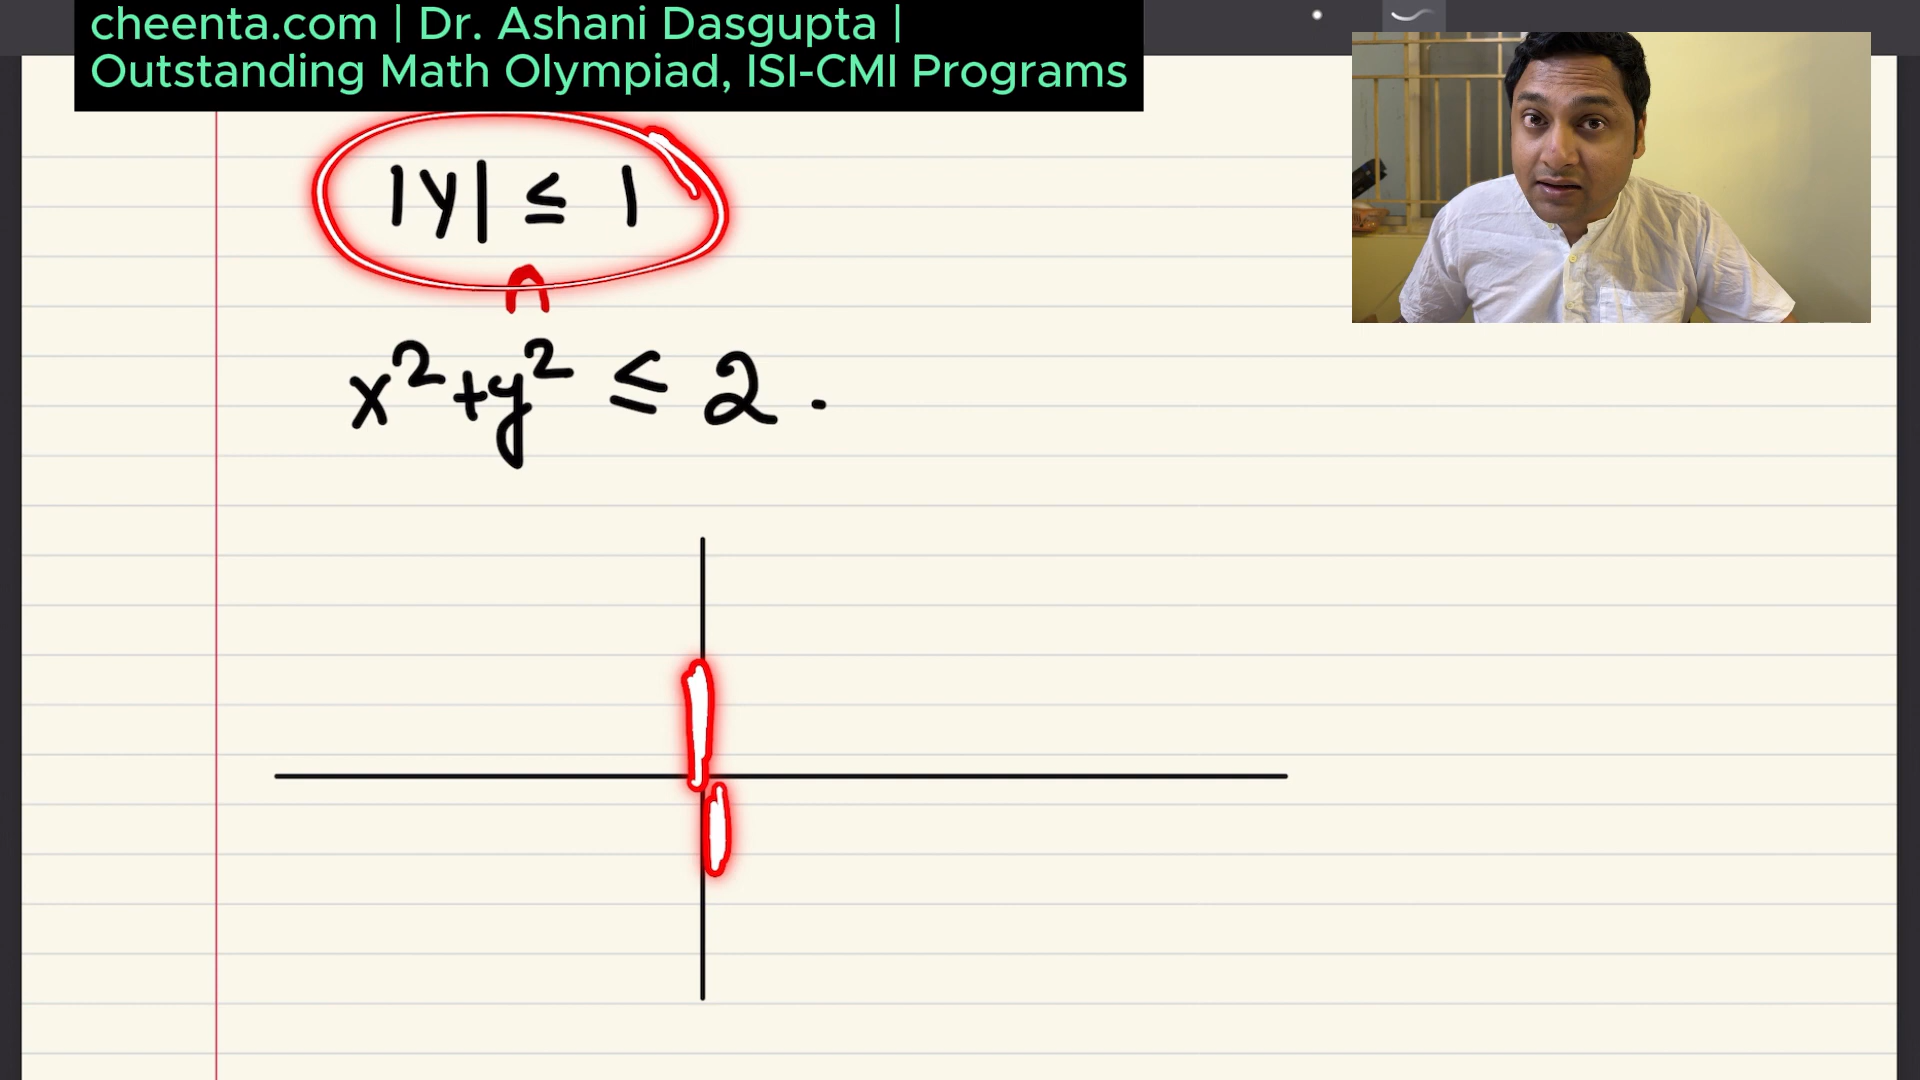 cheenta.com | Dr. Ashani Dasgupta |
Outstanding Math Olympiad, ISI-CMI Programs
|y| ≤ 1
∩
x²+y² ≤ 2.